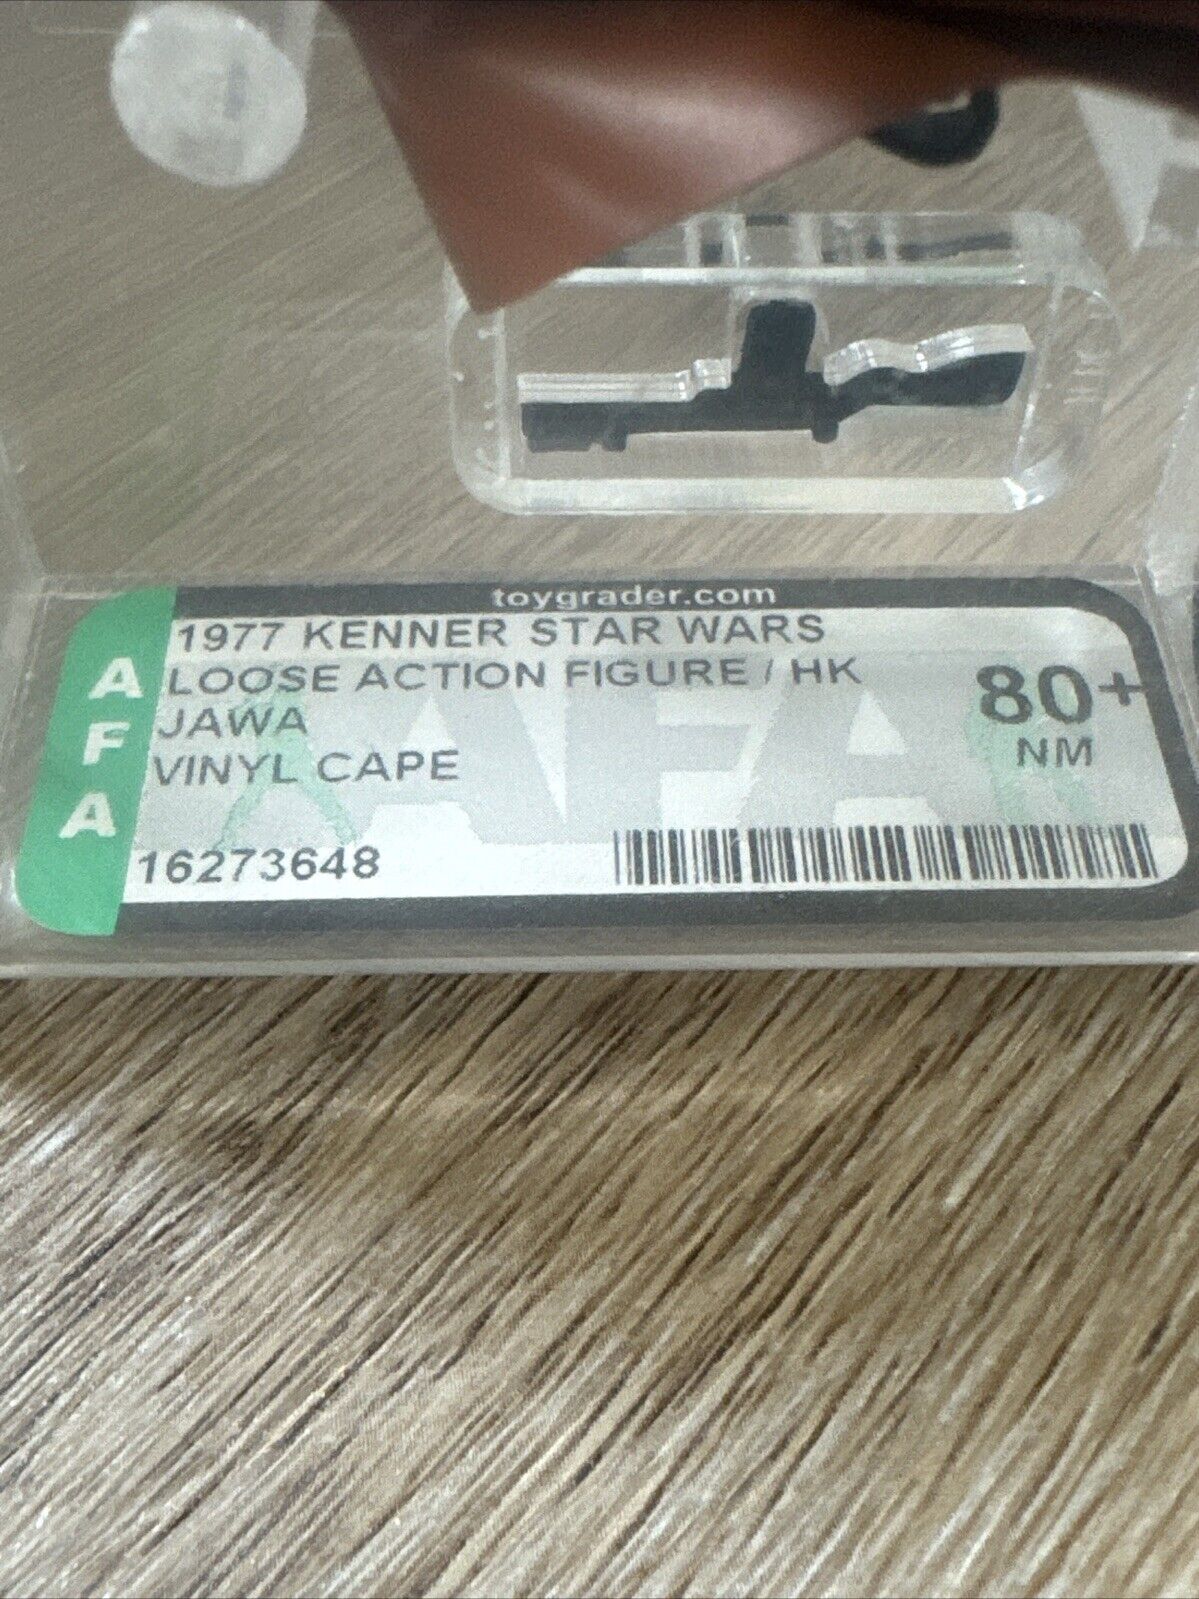 toygrader.com
AFA
1977 KENNER STAR WARS
LOOSE ACTION FIGURE / HK
JAWA
VINYL CAPE
80+
NM
AFA
16273648